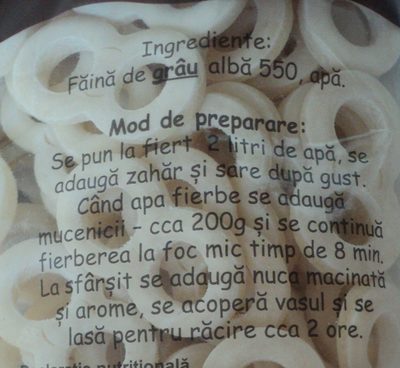 Ingrediente:
Făină de grâu albă 550, apă.
Mod de preparare:
Se pun la fiert 2 litri de apă, se
adaugă zahăr și sare după gust.
Când apa fierbe se adaugă
mucenicii - cca 200g și se continuă
fierberea la foc mic timp de 8 min.
La sfârșit se adaugă nuca macinată
și arome, se acoperă vasul și se
lasă pentru răcire cca 2 ore.
Declarație nutrițională